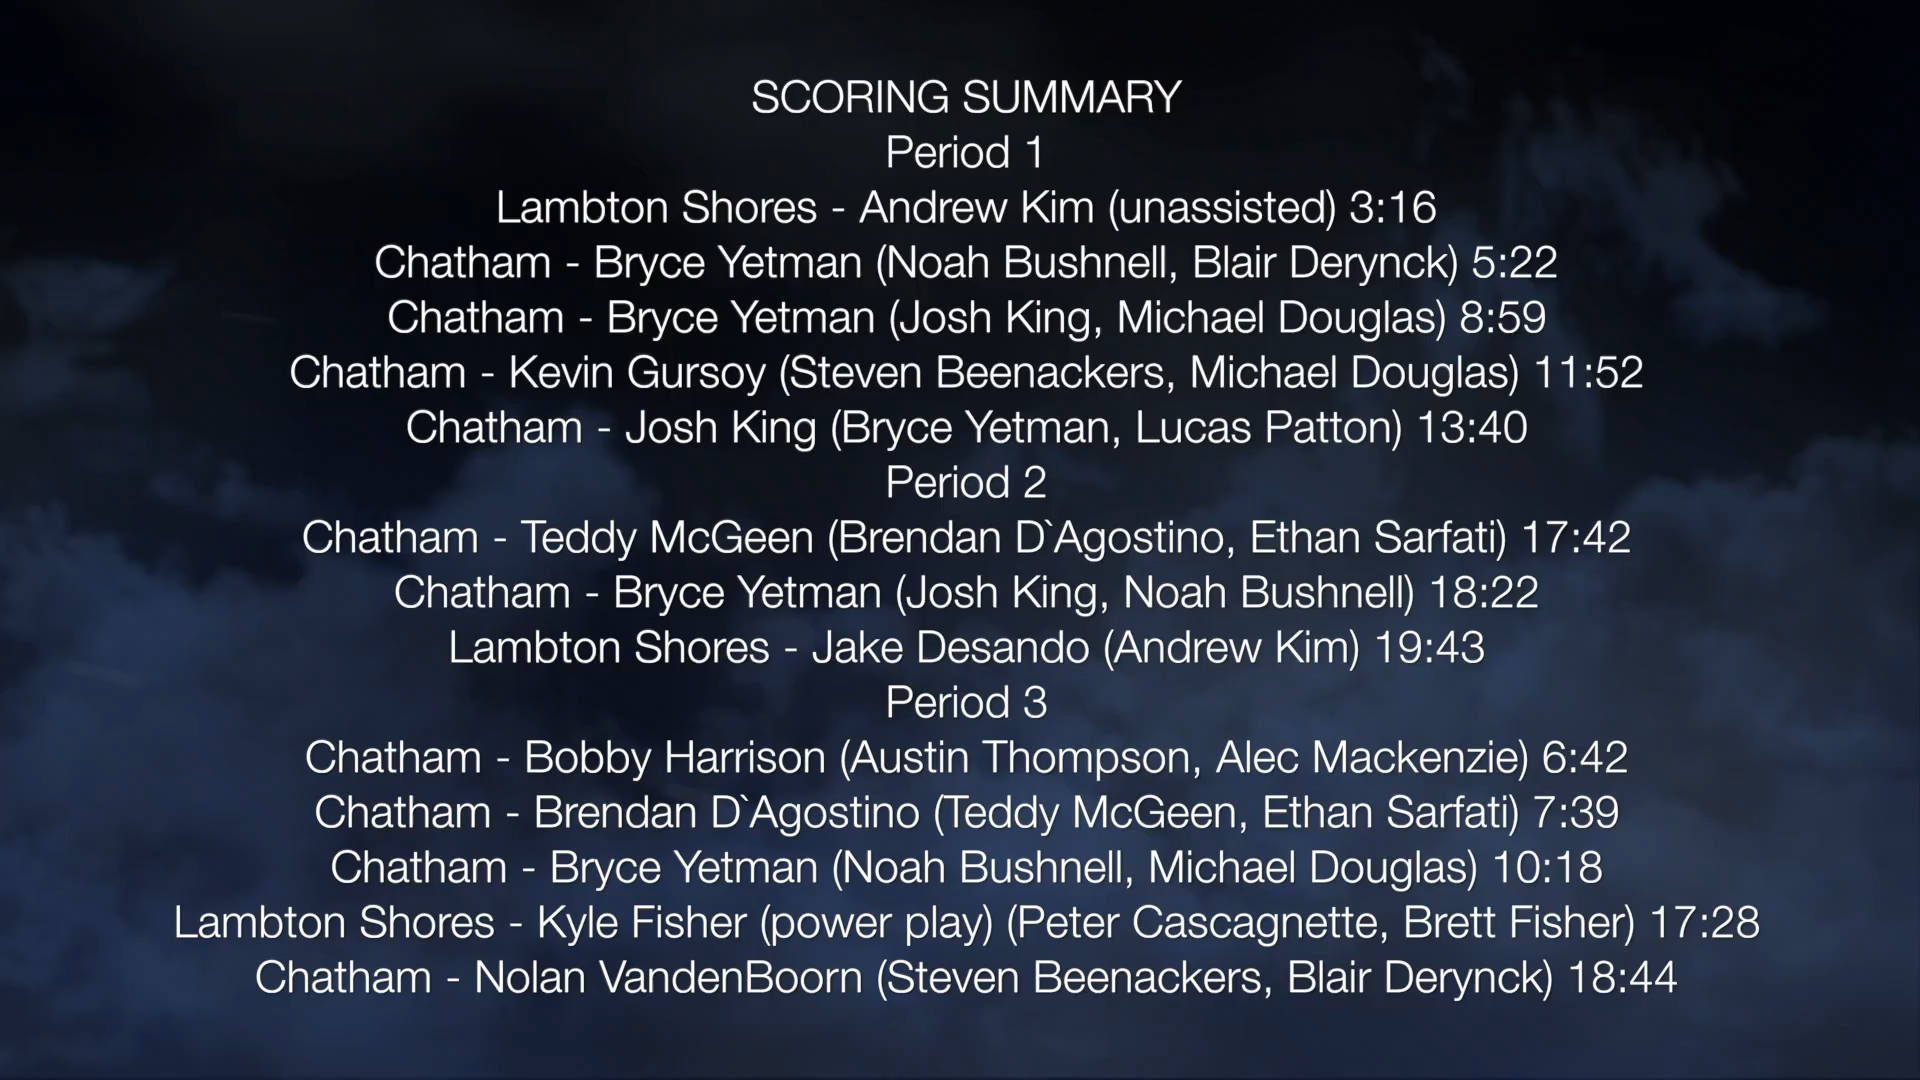 SCORING SUMMARY
Period 1
Lambton Shores - Andrew Kim (unassisted) 3:16
Chatham - Bryce Yetman (Noah Bushnell, Blair Derynck) 5:22
Chatham - Bryce Yetman (Josh King, Michael Douglas) 8:59
Chatham - Kevin Gursoy (Steven Beenackers, Michael Douglas) 11:52
Chatham - Josh King (Bryce Yetman, Lucas Patton) 13:40
Period 2
Chatham - Teddy McGeen (Brendan D`Agostino, Ethan Sarfati) 17:42
Chatham - Bryce Yetman (Josh King, Noah Bushnell) 18:22
Lambton Shores - Jake Desando (Andrew Kim) 19:43
Period 3
Chatham - Bobby Harrison (Austin Thompson, Alec Mackenzie) 6:42
Chatham - Brendan D`Agostino (Teddy McGeen, Ethan Sarfati) 7:39
Chatham - Bryce Yetman (Noah Bushnell, Michael Douglas) 10:18
Lambton Shores - Kyle Fisher (power play) (Peter Cascagnette, Brett Fisher) 17:28
Chatham - Nolan VandenBoorn (Steven Beenackers, Blair Derynck) 18:44